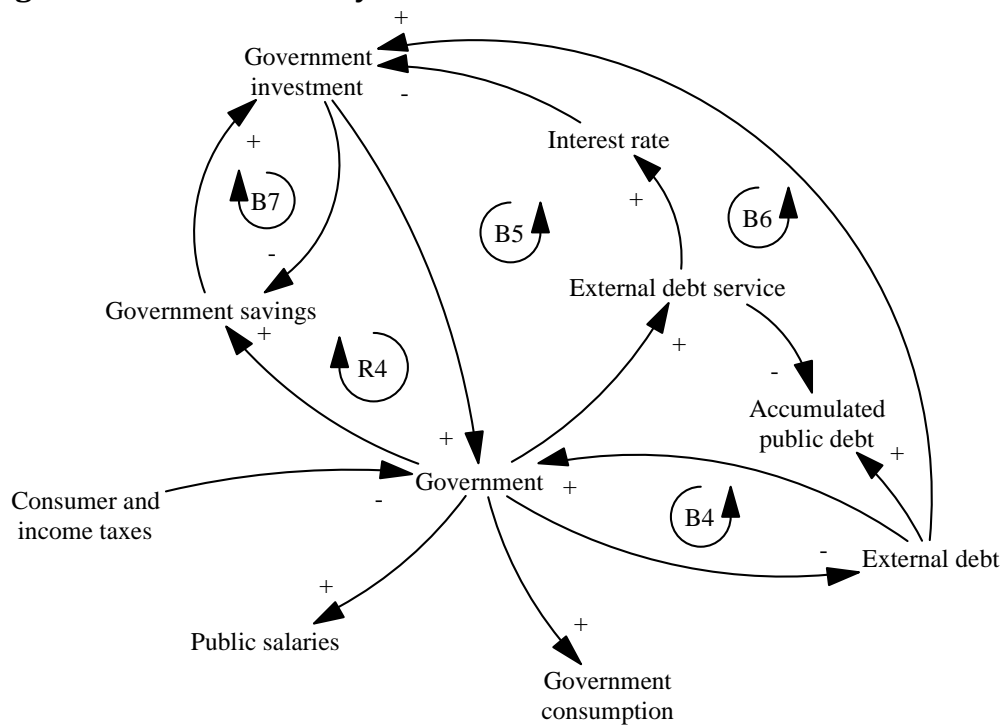 +
Government
investment
-
Interest rate
+
B7
+
B5
B6
-
External debt service
Government savings
+
+
R4
-
Accumulated
public debt
+
+
Government
+
Consumer and
income taxes
-
B4
-
External debt
+
Public salaries
+
Government
consumption